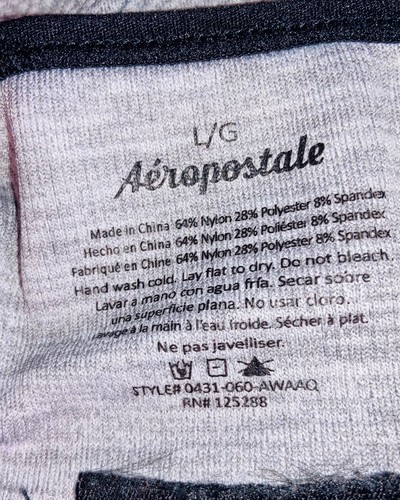 L/G
Aéropostale
Made in China 64% Nylon 28% Polyester 8% Spandex
Hecho en China 64% Nylon 28% Poliéster 8% Spandex
Fabriqué en Chine 64% Nylon 28% Polyester 8% Spandex
Hand wash cold. Lay flat to dry. Do not bleach.
Lavar a mano con agua fría. Secar sobre
una superficie plana. No usar cloro.
Lavage à la main à l'eau froide. Sécher à plat.
Ne pas javelliser.
STYLE# 0431-060-AWAAQ
RN# 125288